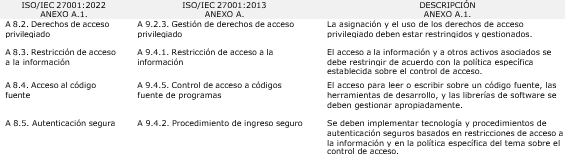 ISO/IEC 27001:2022 ISO/IEC 27001:2013 DESCRIPCIÓN
ANEXO A.1. ANEXO A. ANEXO A.1.
A 8.2. Derechos de acceso A 9.2.3. Gestión de derechos de acceso La asignación y el uso de los derechos de acceso
privilegiado privilegiado privilegiado deben estar restringidos y gestionados.
A 8.3. Restricción de acceso A 9.4.1. Restricción de acceso a la El acceso a la información y a otros activos asociados se
a la información información debe restringir de acuerdo con la política específica
establecida sobre el control de acceso.
A 8.4. Acceso al código A 9.4.5. Control de acceso a códigos El acceso para leer o escribir sobre un código fuente, las
fuente fuente de programas herramientas de desarrollo, y las librerías de software se
deben gestionar apropiadamente.
A 8.5. Autenticación segura A 9.4.2. Procedimiento de ingreso seguro Se deben implementar tecnología y procedimientos de
autenticación seguros basados en restricciones de acceso a
la información y en la política específica del tema sobre el
control de acceso.